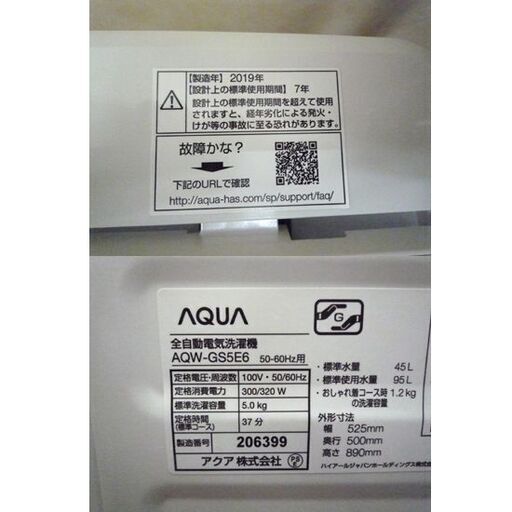 【製造年】2019年
【設計上の標準使用期間】7年
設計上の標準使用期間を超えて使用
されますと、経年劣化による発火・
けが等の事故に至る恐れがあります。
故障かな？
下記のURLで確認
http://aqua-has.com/sp/support/faq/
AQUA
全自動電気洗濯機
AQW-GS5E6 50-60Hz用
定格電圧・周波数 100V・50/60Hz
定格消費電力 300/320 W
標準洗濯容量 5.0 kg
定格時間 37 分
(標準コース)
製造番号 206399
アクア 株式会社
PS
E
G
・標準水量 45 L
・標準使用水量 95 L
・おしゃれ着コース時 1.2 kg
の洗濯容量
外形寸法
幅 525mm
奥行 500mm
高さ 890mm
ハイアールジャパンホールディングス株式会